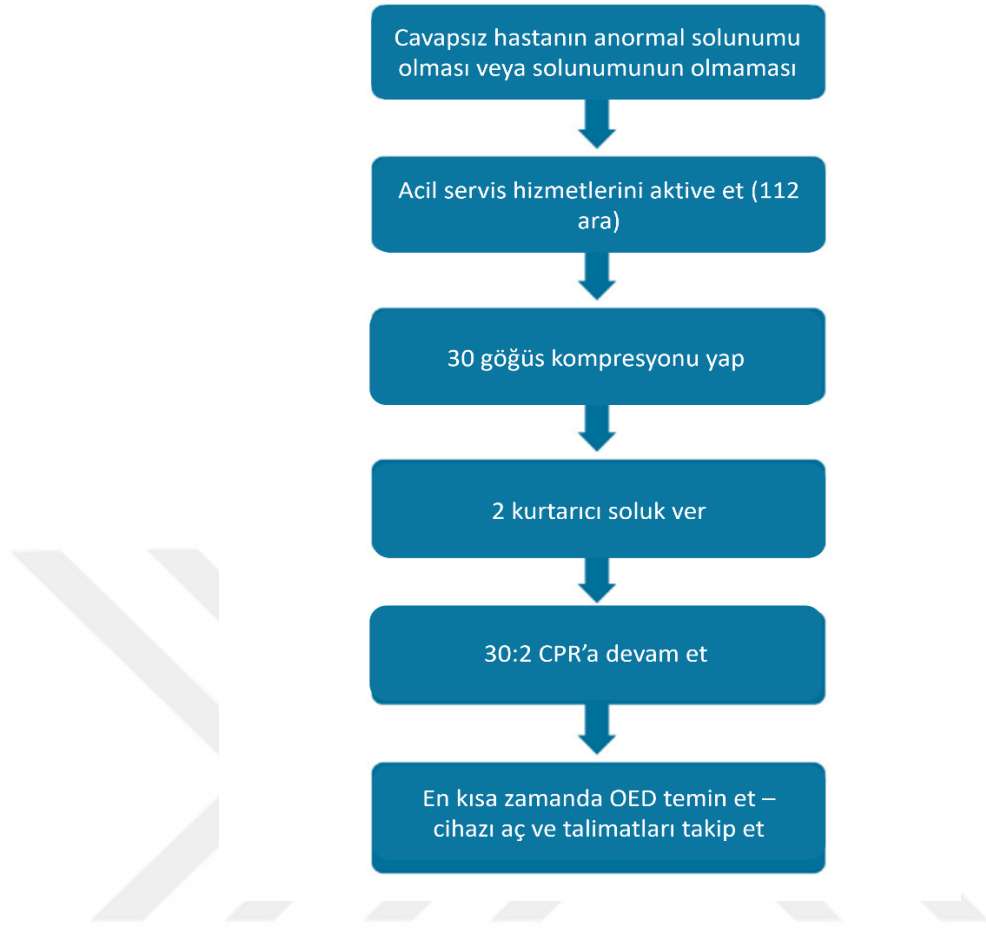 Cavapsız hastanın anormal solunumu
olması veya solunumunun olmaması
Acil servis hizmetlerini aktive et (112
ara)
30 göğüs kompresyonu yap
2 kurtarıcı soluk ver
30:2 CPR’a devam et
En kısa zamanda OED temin et –
cihazı aç ve talimatları takip et